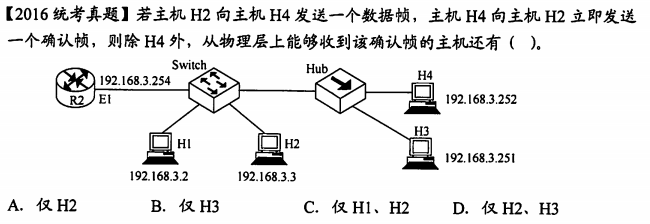 【2016 统考真题】若主机 H2 向主机 H4 发送一个数据帧，主机 H4 向主机 H2 立即发送
一个确认帧，则除 H4 外，从物理层上能够收到该确认帧的主机还有（ ）。
Switch
Hub
H4
192.168.3.254
R2
E1
192.168.3.252
H1
H2
H3
192.168.3.251
192.168.3.2
192.168.3.3
A. 仅 H2 B. 仅 H3 C. 仅 H1、H2 D. 仅 H2、H3